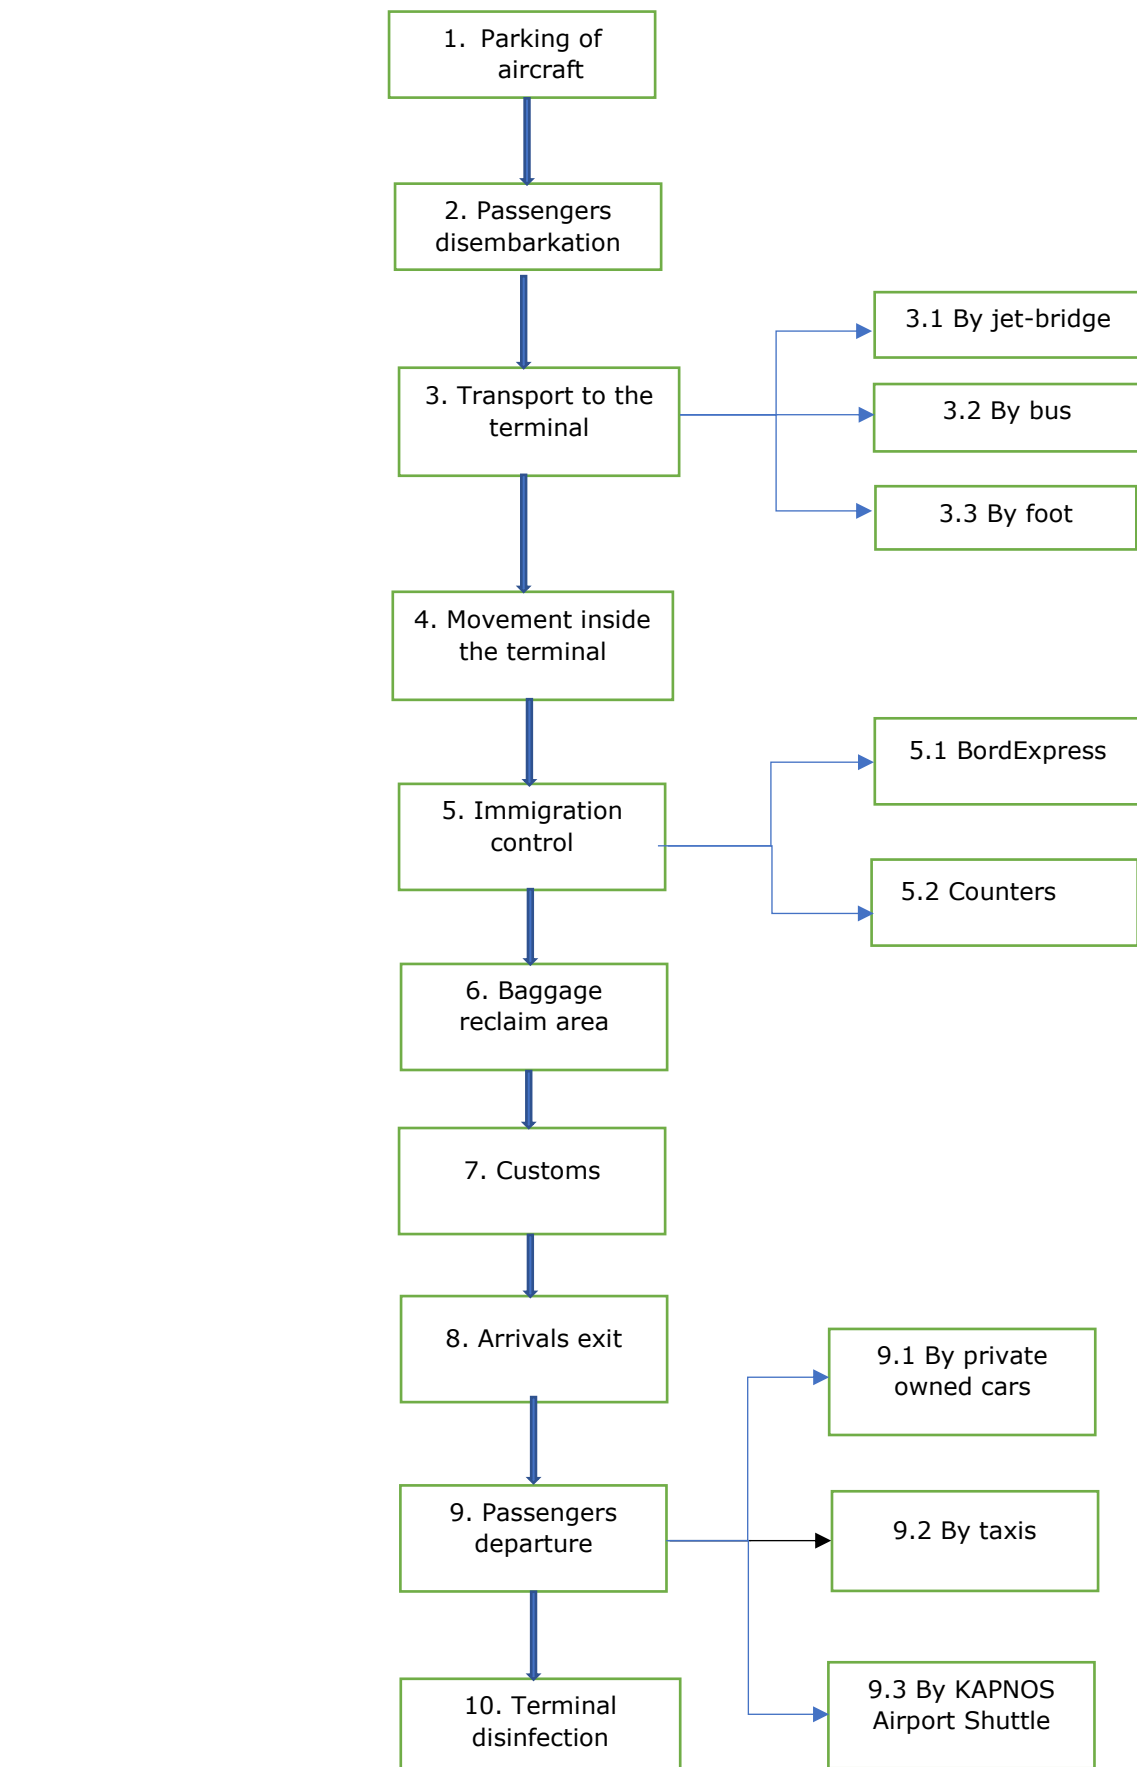 1. Parking of
aircraft
2. Passengers
disembarkation
3. Transport to the
terminal
3.1 By jet-bridge
3.2 By bus
3.3 By foot
4. Movement inside
the terminal
5. Immigration
control
5.1 BordExpress
5.2 Counters
6. Baggage
reclaim area
7. Customs
8. Arrivals exit
9. Passengers
departure
9.1 By private
owned cars
9.2 By taxis
9.3 By KAPNOS
Airport Shuttle
10. Terminal
disinfection